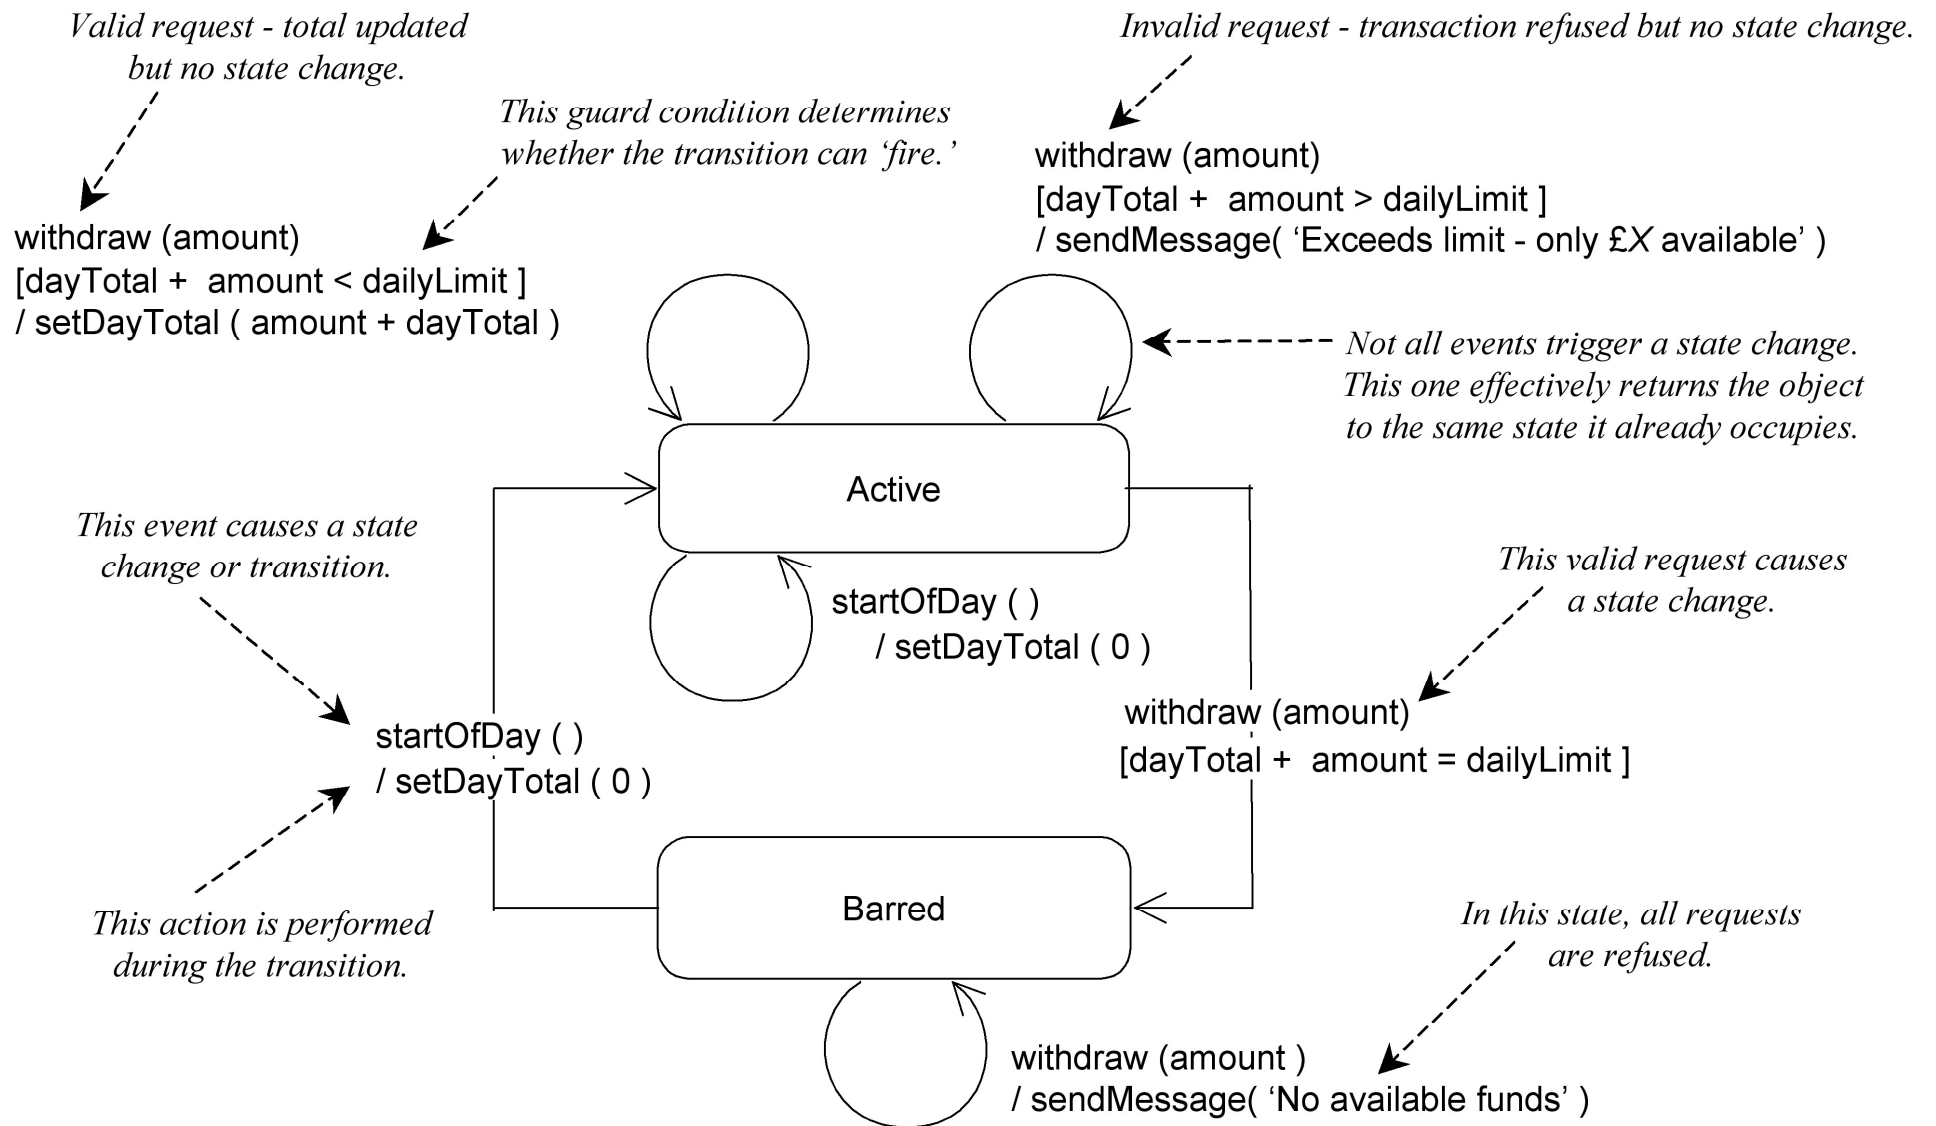 Valid request - total updated
but no state change.
Invalid request - transaction refused but no state change.
This guard condition determines
whether the transition can ‘fire.’
withdraw (amount)
[dayTotal + amount > dailyLimit ]
/ sendMessage( ‘Exceeds limit - only £X available’ )
withdraw (amount)
[dayTotal + amount < dailyLimit ]
/ setDayTotal ( amount + dayTotal )
Not all events trigger a state change.
This one effectively returns the object
to the same state it already occupies.
Active
This event causes a state
change or transition.
startOfDay ( )
/ setDayTotal ( 0 )
This valid request causes
a state change.
withdraw (amount)
[dayTotal + amount = dailyLimit ]
startOfDay ( )
/ setDayTotal ( 0 )
This action is performed
during the transition.
Barred
In this state, all requests
are refused.
withdraw (amount )
/ sendMessage( ‘No available funds’ )